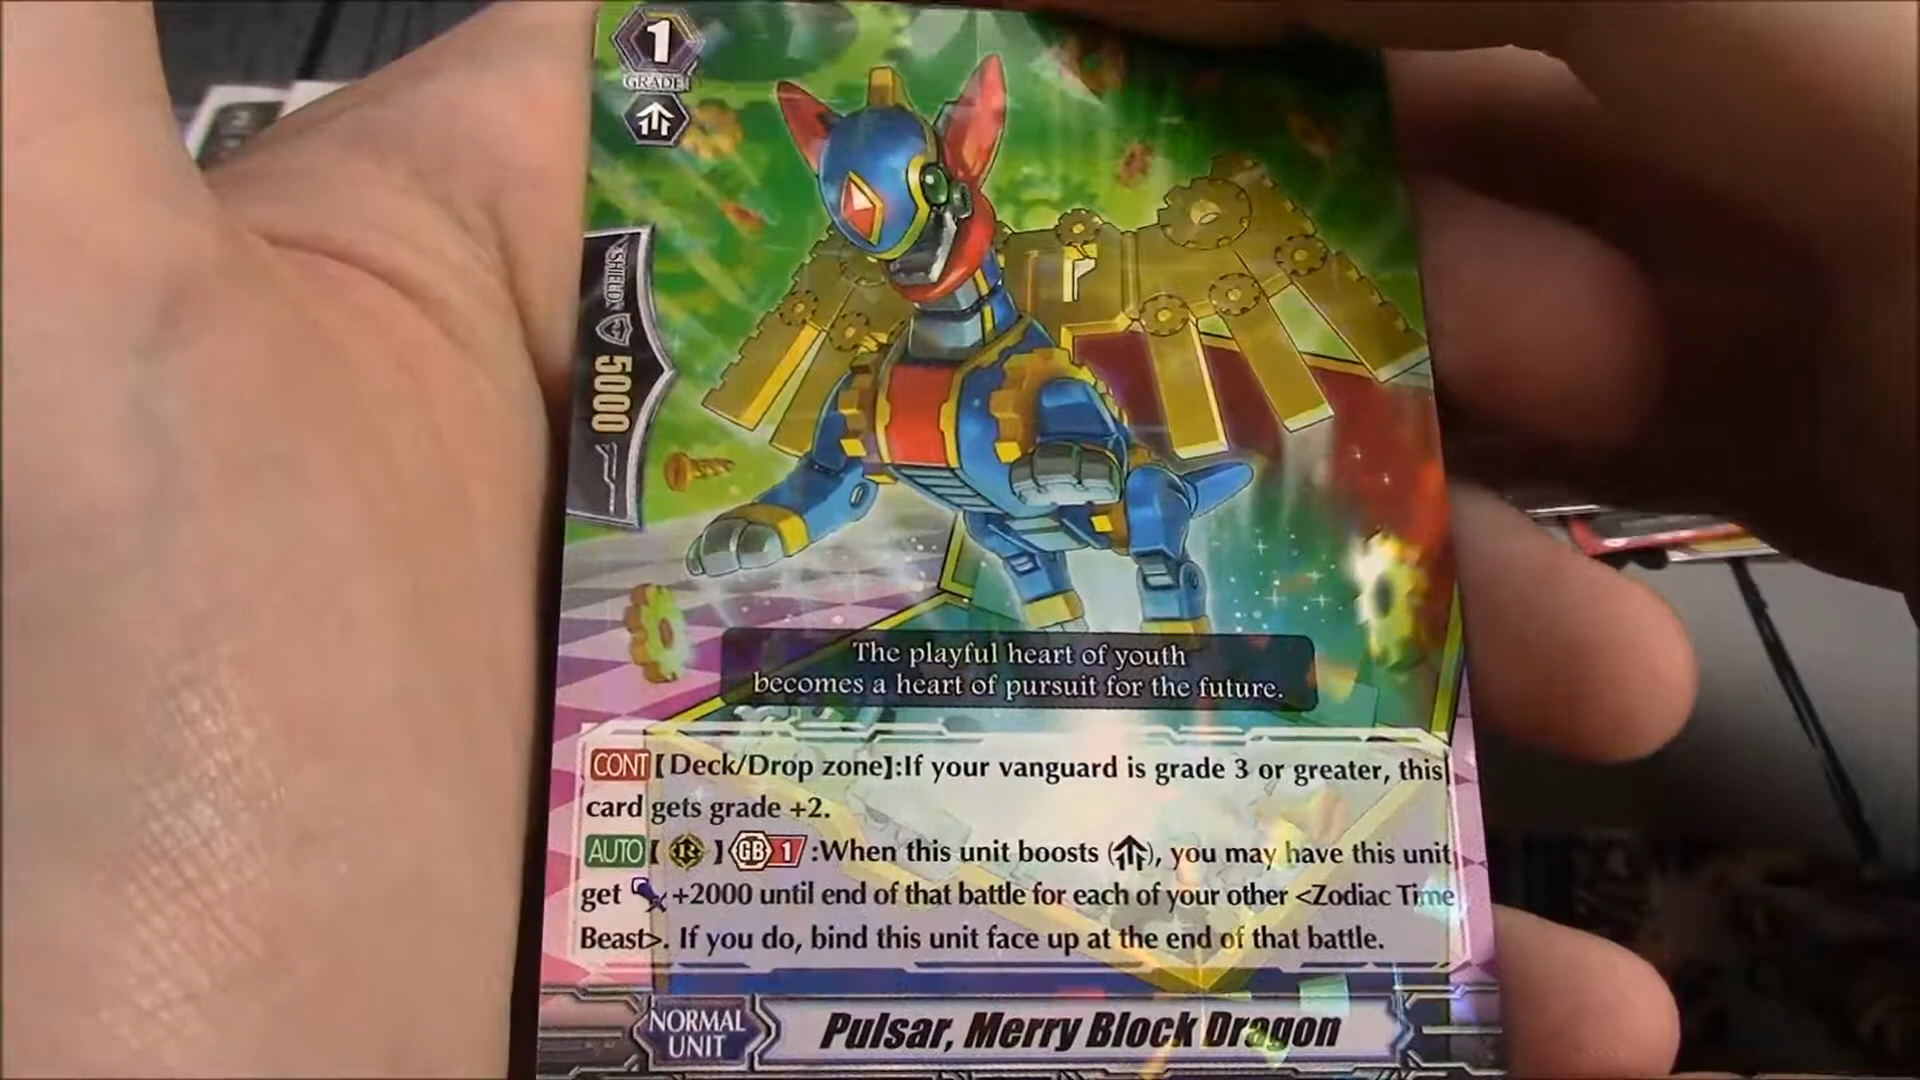 1
GRADE
SHIELD
5000
The playful heart of youth
becomes a heart of pursuit for the future.
CONT【Deck/Drop zone】:If your vanguard is grade 3 or greater, this
card gets grade +2.
AUTO【R】GB 1 :When this unit boosts ( ), you may have this unit
get +2000 until end of that battle for each of your other <Zodiac Time
Beast>. If you do, bind this unit face up at the end of that battle.
NORMAL
UNIT
Pulsar, Merry Block Dragon